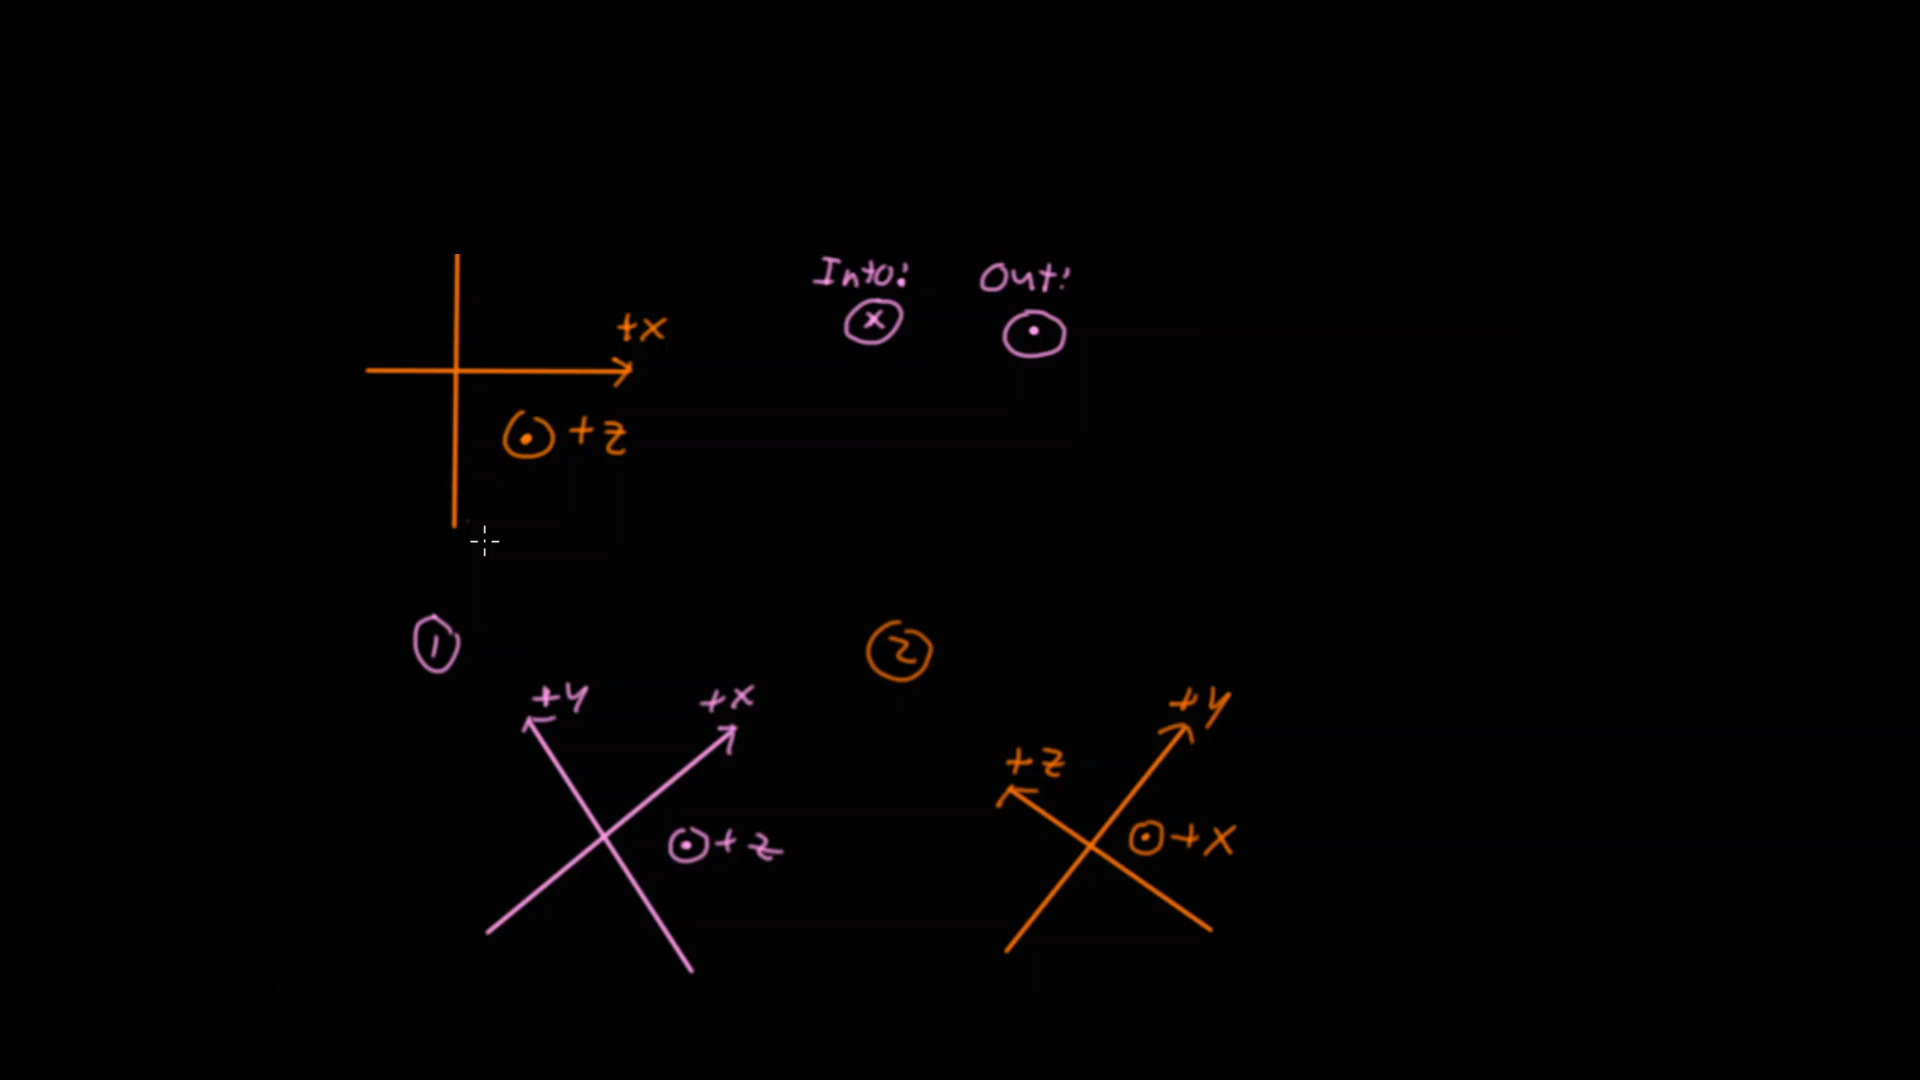 Into: Out:
x
+x
+z
1
2
+y +x
+y
+z
+z
+x